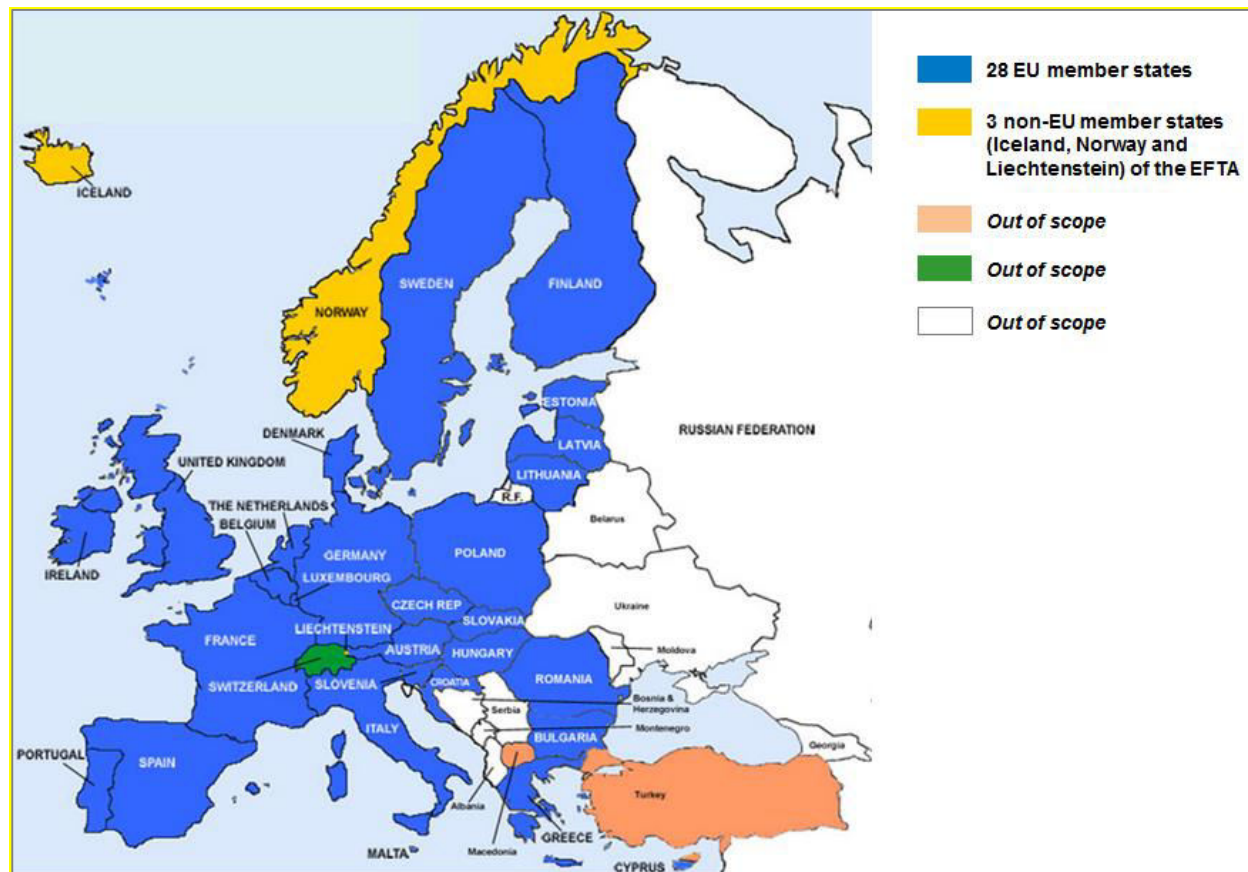 28 EU member states
3 non-EU member states
(Iceland, Norway and
Liechtenstein) of the EFTA
Out of scope
Out of scope
Out of scope
ICELAND
SWEDEN
FINLAND
NORWAY
ESTONIA
RUSSIAN FEDERATION
DENMARK
LATVIA
UNITED KINGDOM
LITHUANIA
R.F.
THE NETHERLANDS
BELGIUM
Belarus
GERMANY
POLAND
IRELAND
LUXEMBOURG
CZECH REP
Ukraine
SLOVAKIA
LIECHTENSTEIN
FRANCE
AUSTRIA
HUNGARY
Moldova
SWITZERLAND
SLOVENIA
CROATIA
ROMANIA
Bosnia &
Herzegovina
Serbia
Montenegro
ITALY
BULGARIA
Georgia
PORTUGAL
SPAIN
Turkey
Albania
GREECE
MALTA
Macedonia
CYPRUS